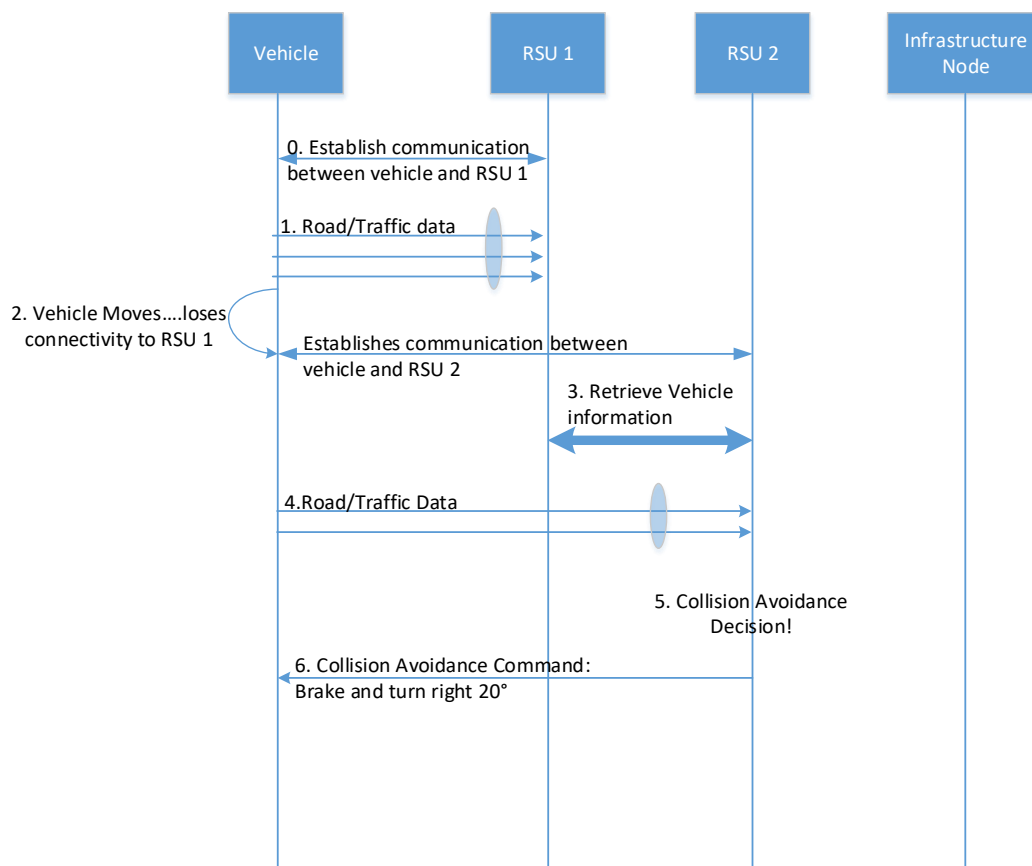 Vehicle
RSU 1
RSU 2
Infrastructure
Node
0. Establish communication
between vehicle and RSU 1
1. Road/Traffic data
2. Vehicle Moves....loses
connectivity to RSU 1
Establishes communication between
vehicle and RSU 2
3. Retrieve Vehicle
information
4.Road/Traffic Data
5. Collision Avoidance
Decision!
6. Collision Avoidance Command:
Brake and turn right 20°